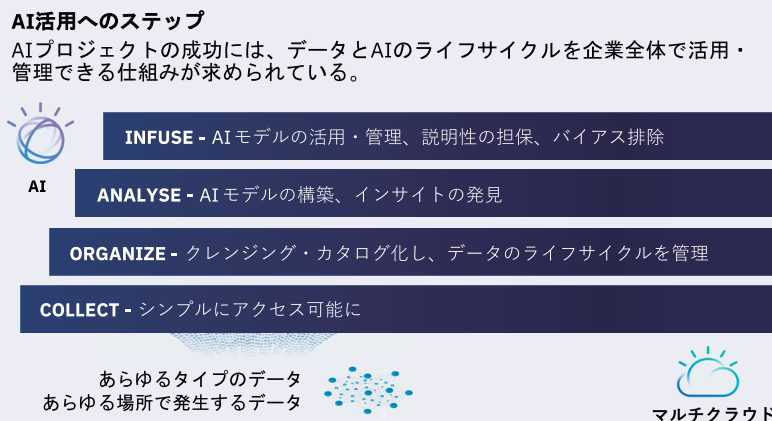 AI活用へのステップ
AIプロジェクトの成功には、データとAIのライフサイクルを企業全体で活用・
管理できる仕組みが求められている。
INFUSE - AIモデルの活用・管理、説明性の担保、バイアス排除
AI
ANALYSE - AIモデルの構築、インサイトの発見
ORGANIZE - クレンジング・カタログ化し、データのライフサイクルを管理
COLLECT - シンプルにアクセス可能に
あらゆるタイプのデータ
あらゆる場所で発生するデータ
マルチクラウド